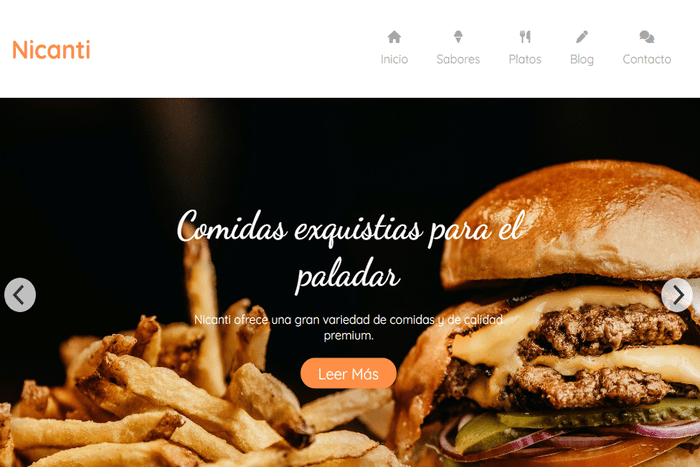 Nicanti
Inicio
Sabores
Platos
Blog
Contacto
Comidas exquistias para el
paladar
Nicanti ofrece una gran variedad de comidas y de calidad
premium.
Leer Más